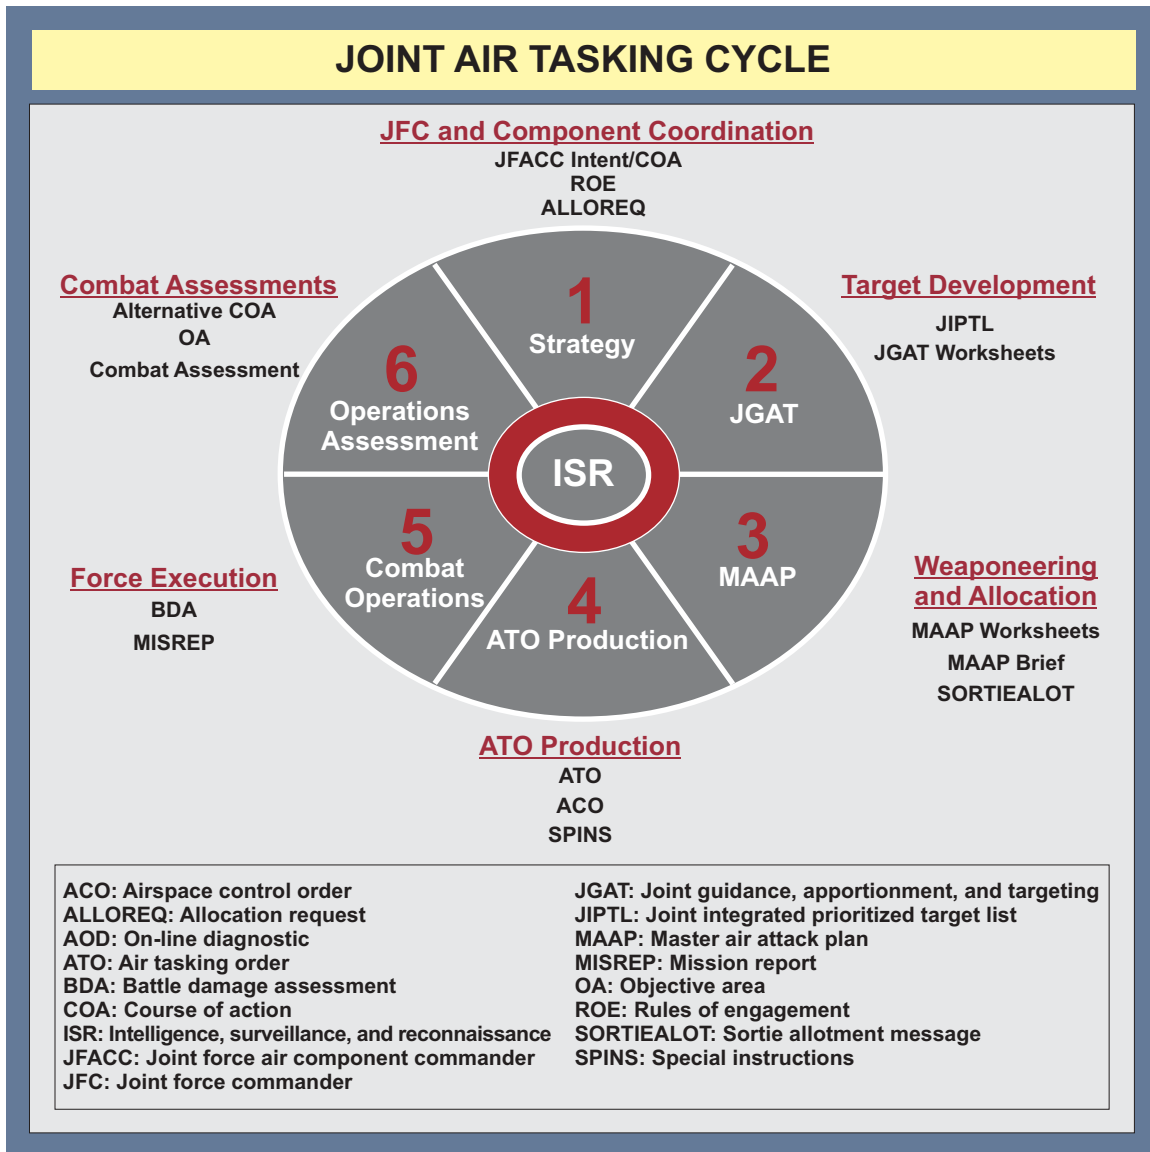 JOINT AIR TASKING CYCLE
JFC and Component Coordination
JFACC Intent/COA
ROE
ALLOREQ
Combat Assessments
Alternative COA
OA
Combat Assessment
Target Development
JIPTL
JGAT Worksheets
1
Strategy
2
JGAT
6
Operations
Assessment
ISR
5
Combat
Operations
3
MAAP
4
ATO Production
Force Execution
BDA
MISREP
Weaponeering
and Allocation
MAAP Worksheets
MAAP Brief
SORTIEALOT
ATO Production
ATO
ACO
SPINS
ACO: Airspace control order
ALLOREQ: Allocation request
AOD: On-line diagnostic
ATO: Air tasking order
BDA: Battle damage assessment
COA: Course of action
ISR: Intelligence, surveillance, and reconnaissance
JFACC: Joint force air component commander
JFC: Joint force commander
JGAT: Joint guidance, apportionment, and targeting
JIPTL: Joint integrated prioritized target list
MAAP: Master air attack plan
MISREP: Mission report
OA: Objective area
ROE: Rules of engagement
SORTIEALOT: Sortie allotment message
SPINS: Special instructions